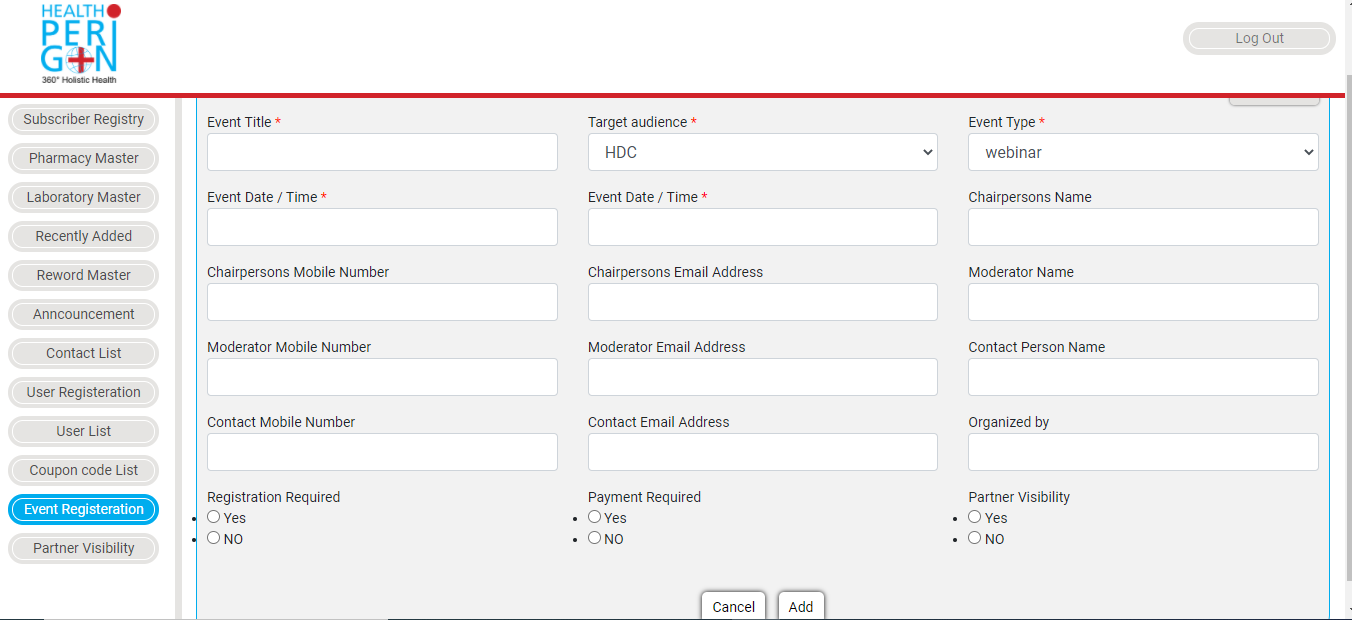 HEALTH
PERI
GON
360° Holistic Health
Log Out
Subscriber Registry
Pharmacy Master
Laboratory Master
Recently Added
Reword Master
Anncouncement
Contact List
User Registeration
User List
Coupon code List
Event Registeration
Partner Visibility
Event Title * Target audience * Event Type *
HDC webinar
Event Date / Time * Event Date / Time * Chairpersons Name
Chairpersons Mobile Number Chairpersons Email Address Moderator Name
Moderator Mobile Number Moderator Email Address Contact Person Name
Contact Mobile Number Contact Email Address Organized by
Registration Required Payment Required Partner Visibility
Yes Yes Yes
NO NO NO
Cancel Add